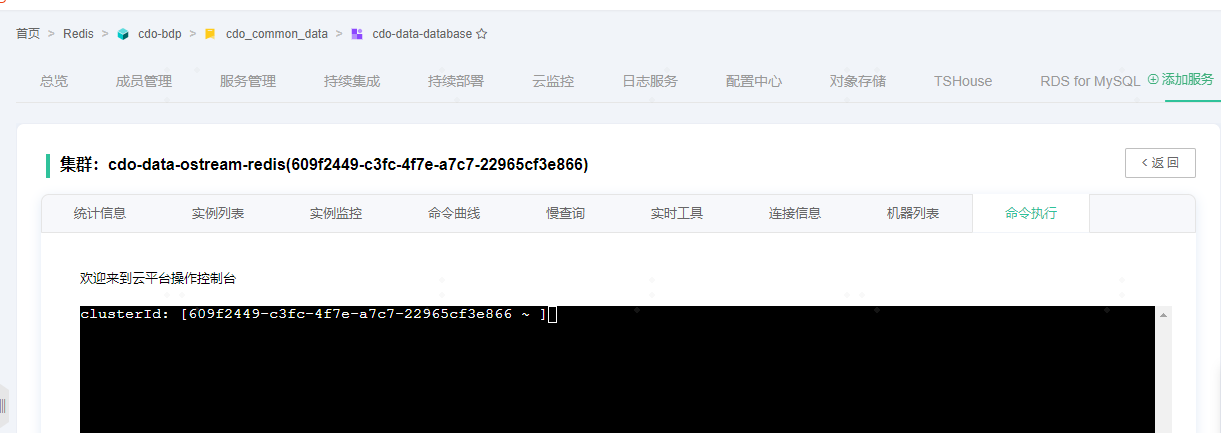 首页 > Redis > cdo-bdp > cdo_common_data > cdo-data-database
总览 成员管理 服务管理 持续集成 持续部署 云监控 日志服务 配置中心 对象存储 TSHouse RDS for MySQL 添加服务
集群：cdo-data-ostream-redis(609f2449-c3fc-4f7e-a7c7-22965cf3e866) < 返 回
统计信息 实例列表 实例监控 命令曲线 慢查询 实时工具 连接信息 机器列表 命令执行
欢迎来到云平台操作控制台
clusterId: [609f2449-c3fc-4f7e-a7c7-22965cf3e866 ~ ]